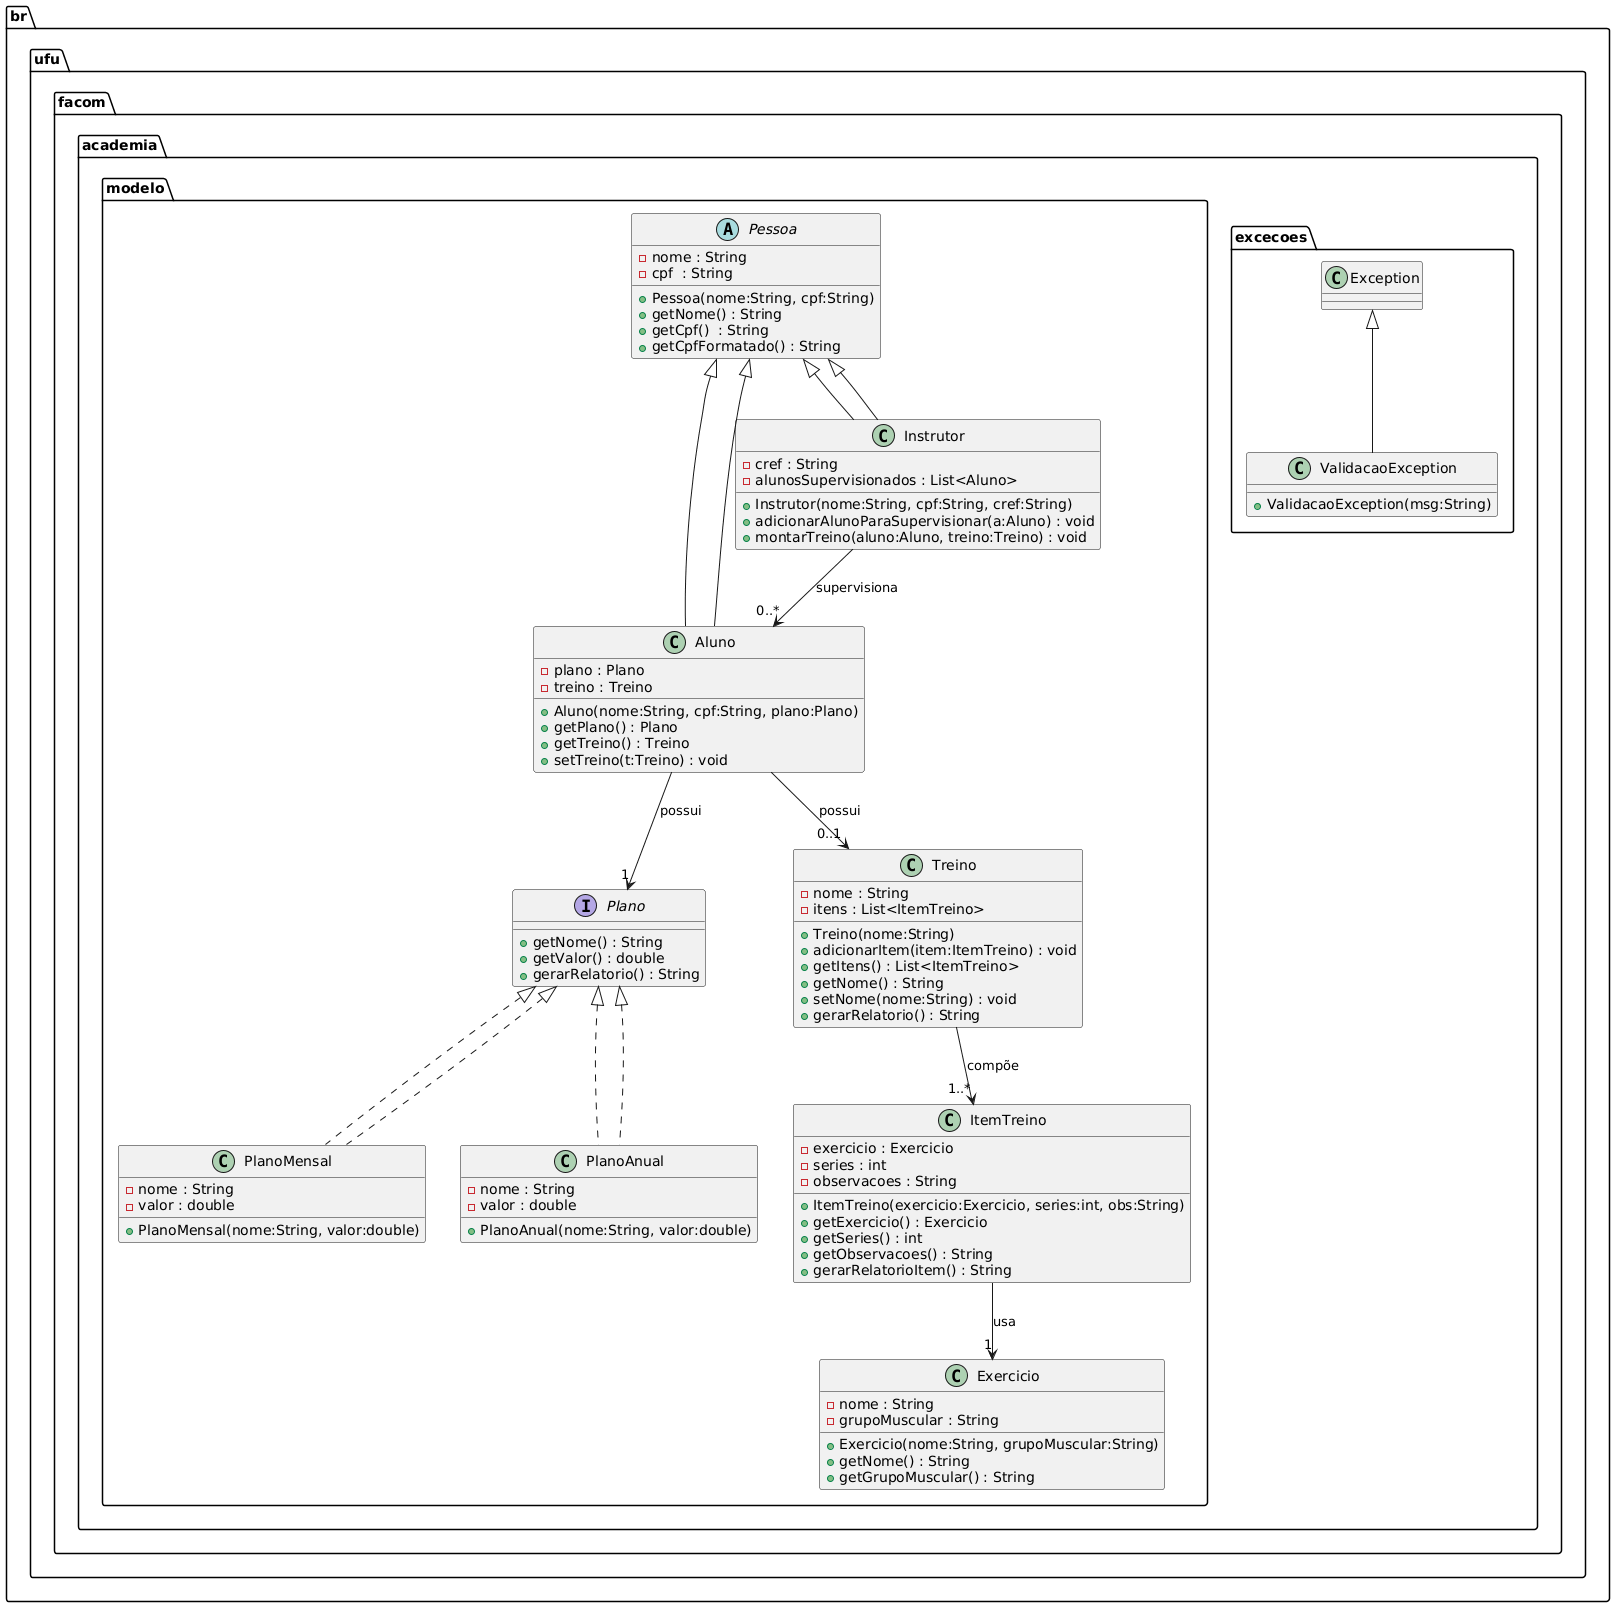 br
ufu
facom
academia
modelo
A Pessoa
nome : String
cpf  : String
Pessoa(nome:String, cpf:String)
getNome() : String
getCpf()  : String
getCpfFormatado() : String
excecoes
C Exception
C ValidacaoException
ValidacaoException(msg:String)
C Instrutor
cref : String
alunosSupervisionados : List<Aluno>
Instrutor(nome:String, cpf:String, cref:String)
adicionarAlunoParaSupervisionar(a:Aluno) : void
montarTreino(aluno:Aluno, treino:Treino) : void
supervisiona
0..*
C Aluno
plano : Plano
treino : Treino
Aluno(nome:String, cpf:String, plano:Plano)
getPlano() : Plano
getTreino() : Treino
setTreino(t:Treino) : void
possui
1
possui
0..1
I Plano
getNome() : String
getValor() : double
gerarRelatorio() : String
C Treino
nome : String
itens : List<ItemTreino>
Treino(nome:String)
adicionarItem(item:ItemTreino) : void
getItens() : List<ItemTreino>
getNome() : String
setNome(nome:String) : void
gerarRelatorio() : String
compõe
1..*
C PlanoMensal
nome : String
valor : double
PlanoMensal(nome:String, valor:double)
C PlanoAnual
nome : String
valor : double
PlanoAnual(nome:String, valor:double)
C ItemTreino
exercicio : Exercicio
series : int
observacoes : String
ItemTreino(exercicio:Exercicio, series:int, obs:String)
getExercicio() : Exercicio
getSeries() : int
getObservacoes() : String
gerarRelatorioItem() : String
usa
1
C Exercicio
nome : String
grupoMuscular : String
Exercicio(nome:String, grupoMuscular:String)
getNome() : String
getGrupoMuscular() : String